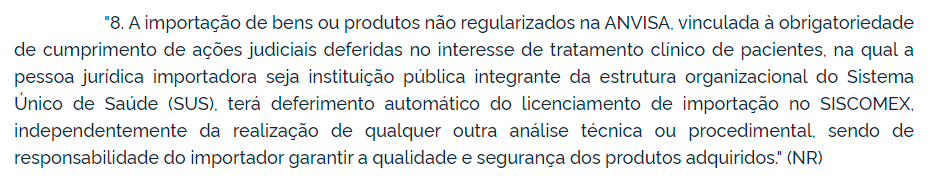 "8. A importação de bens ou produtos não regularizados na ANVISA, vinculada à obrigatoriedade
de cumprimento de ações judiciais deferidas no interesse de tratamento clínico de pacientes, na qual a
pessoa jurídica importadora seja instituição pública integrante da estrutura organizacional do Sistema
Único de Saúde (SUS), terá deferimento automático do licenciamento de importação no SISCOMEX,
independentemente da realização de qualquer outra análise técnica ou procedimental, sendo de
responsabilidade do importador garantir a qualidade e segurança dos produtos adquiridos." (NR)